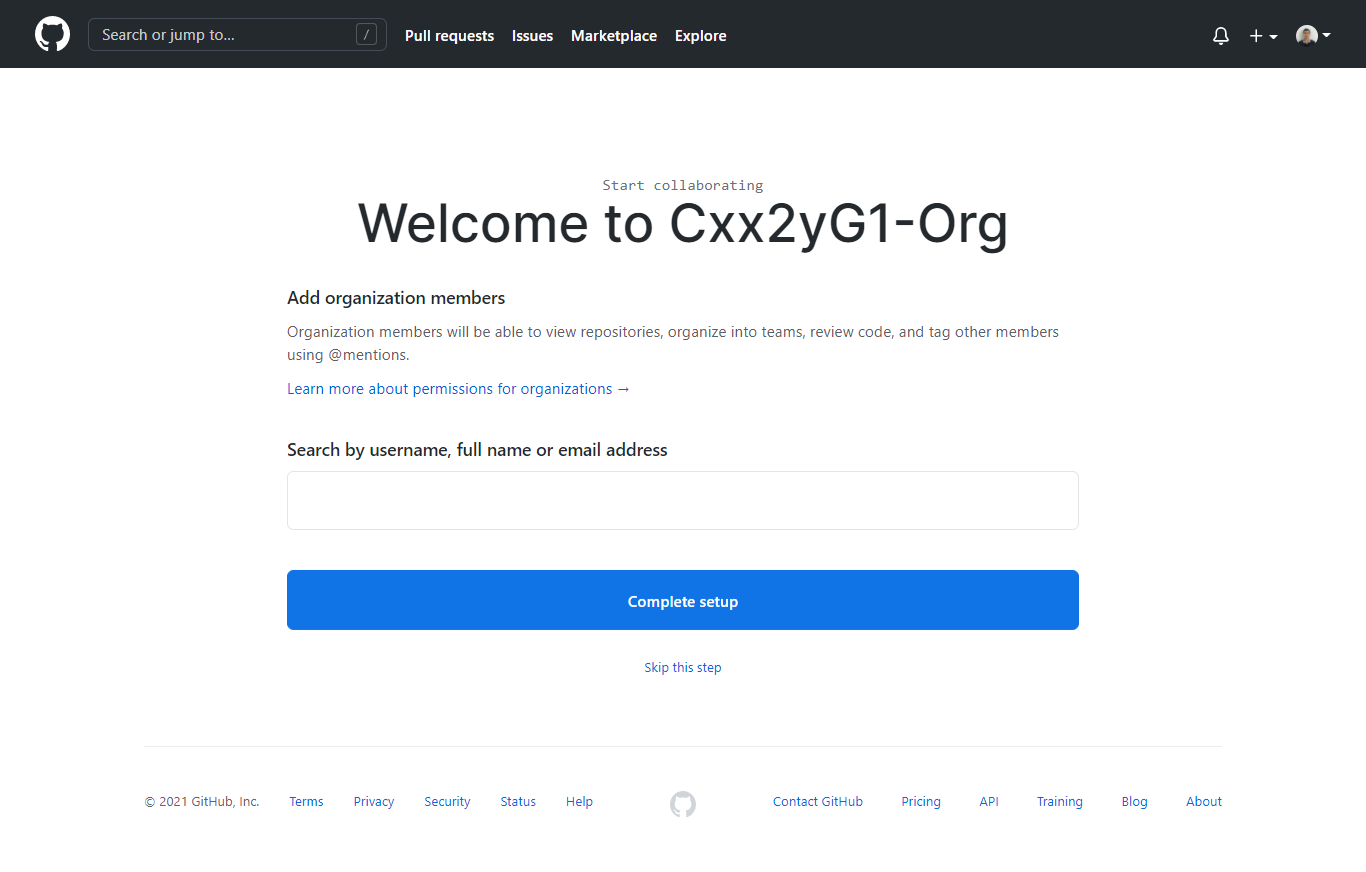 Search or jump to...
/
Pull requests
Issues
Marketplace
Explore
Start collaborating
Welcome to Cxx2yG1-Org
Add organization members
Organization members will be able to view repositories, organize into teams, review code, and tag other members
using @mentions.
Learn more about permissions for organizations →
Search by username, full name or email address
Complete setup
Skip this step
© 2021 GitHub, Inc.
Terms
Privacy
Security
Status
Help
Contact GitHub
Pricing
API
Training
Blog
About